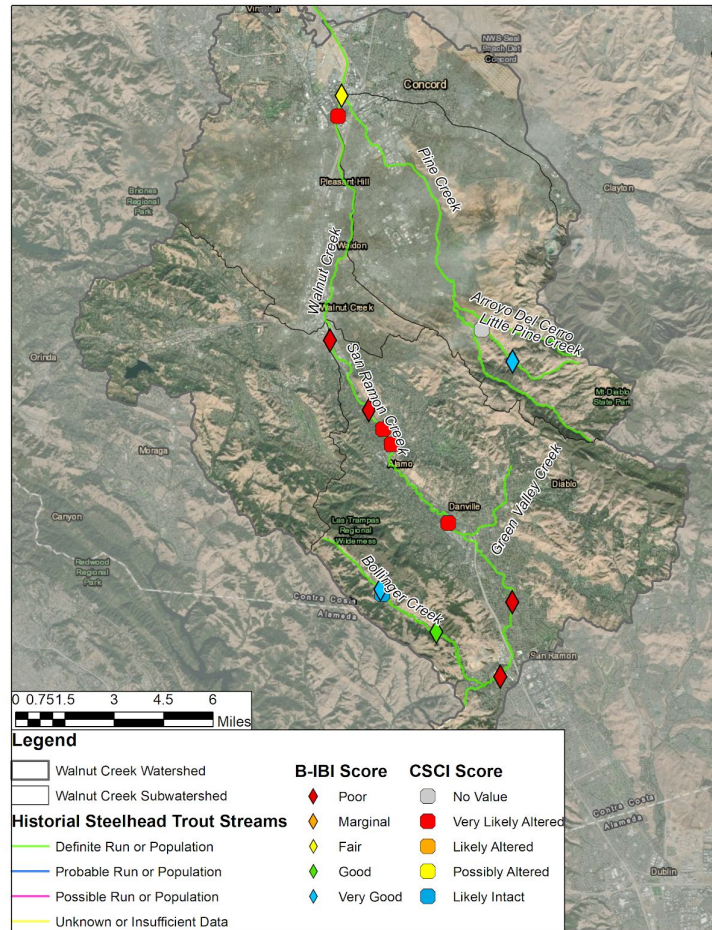 NWS Seal
Beach Det
Concord
Concord
Pine Creek
Clayton
Pleasant Hill
Briones
Regional
Park
Waldon
Walnut Creek
Walnut Creek
Arroyo Del Cerro
Little Pine Creek
Orinda
San Ramon Creek
Mt Diablo
State Park
Moraga
Alamo
Diablo
Green Valley Creek
Canyon
Danville
Las Trampas
Regional
Wilderness
Redwood
Regional
Park
Bollinger Creek
Contra Costa
Alameda
San Ramon
0 0.75 1.5 3 4.5 6
Miles
Contra Costa
Alameda
Dublin
Legend
Walnut Creek Watershed
Walnut Creek Subwatershed
Historical Steelhead Trout Streams
Definite Run or Population
Probable Run or Population
Possible Run or Population
Unknown or Insufficient Data
B-IBI Score
Poor
Marginal
Fair
Good
Very Good
CSCI Score
No Value
Very Likely Altered
Likely Altered
Possibly Altered
Likely Intact